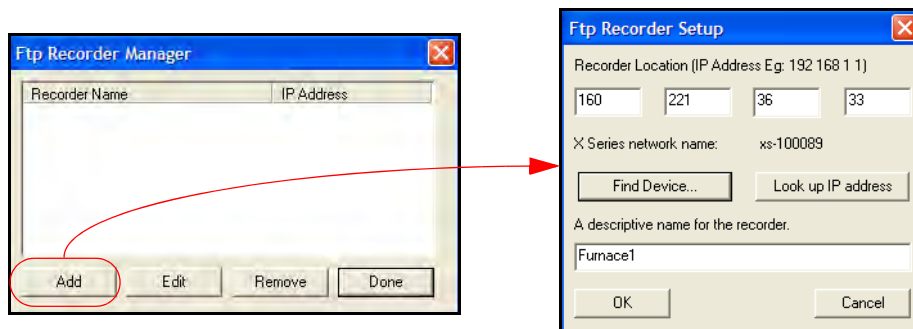 Ftp Recorder Manager
Recorder Name IP Address
Add Edit Remove Done
Ftp Recorder Setup
Recorder Location (IP Address Eg: 192 168 1 1)
160 221 36 33
X Series network name: xs-100089
Find Device... Look up IP address
A descriptive name for the recorder.
Furnace1
OK Cancel